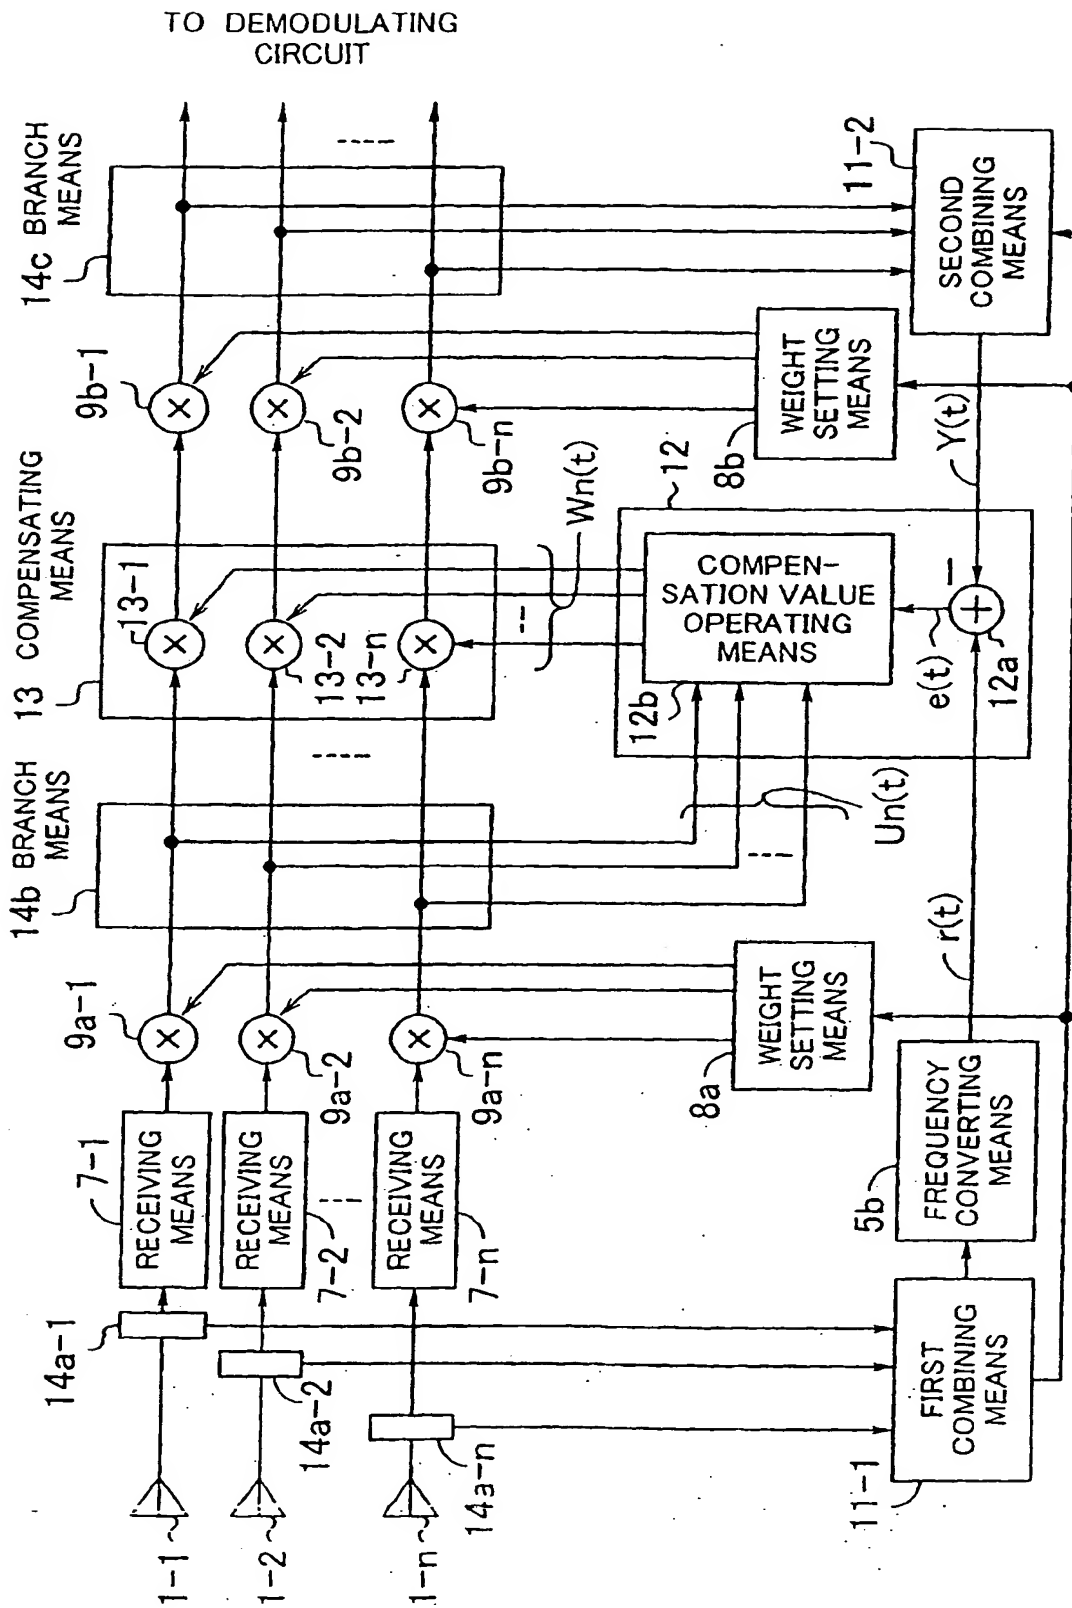 TO DEMODULATING
CIRCUIT
14c BRANCH
MEANS
11-2
SECOND
COMBINING
MEANS
9b-1
9b-2
9b-n
WEIGHT
SETTING
MEANS
8b
Y(t)
13 COMPENSATING
MEANS
13-1
13-2
13-n
Wn(t)
12
COMPEN-
SATION VALUE
OPERATING
MEANS
12b
e(t)
+
−
12a
14b BRANCH
MEANS
Un(t)
r(t)
9a-1
9a-2
9a-n
WEIGHT
SETTING
MEANS
8a
7-1
RECEIVING
MEANS
RECEIVING
MEANS
7-2
RECEIVING
MEANS
7-n
5b
FREQUENCY
CONVERTING
MEANS
14a-1
14a-2
14a-n
FIRST
COMBINING
MEANS
11-1
1-1
1-2
1-n